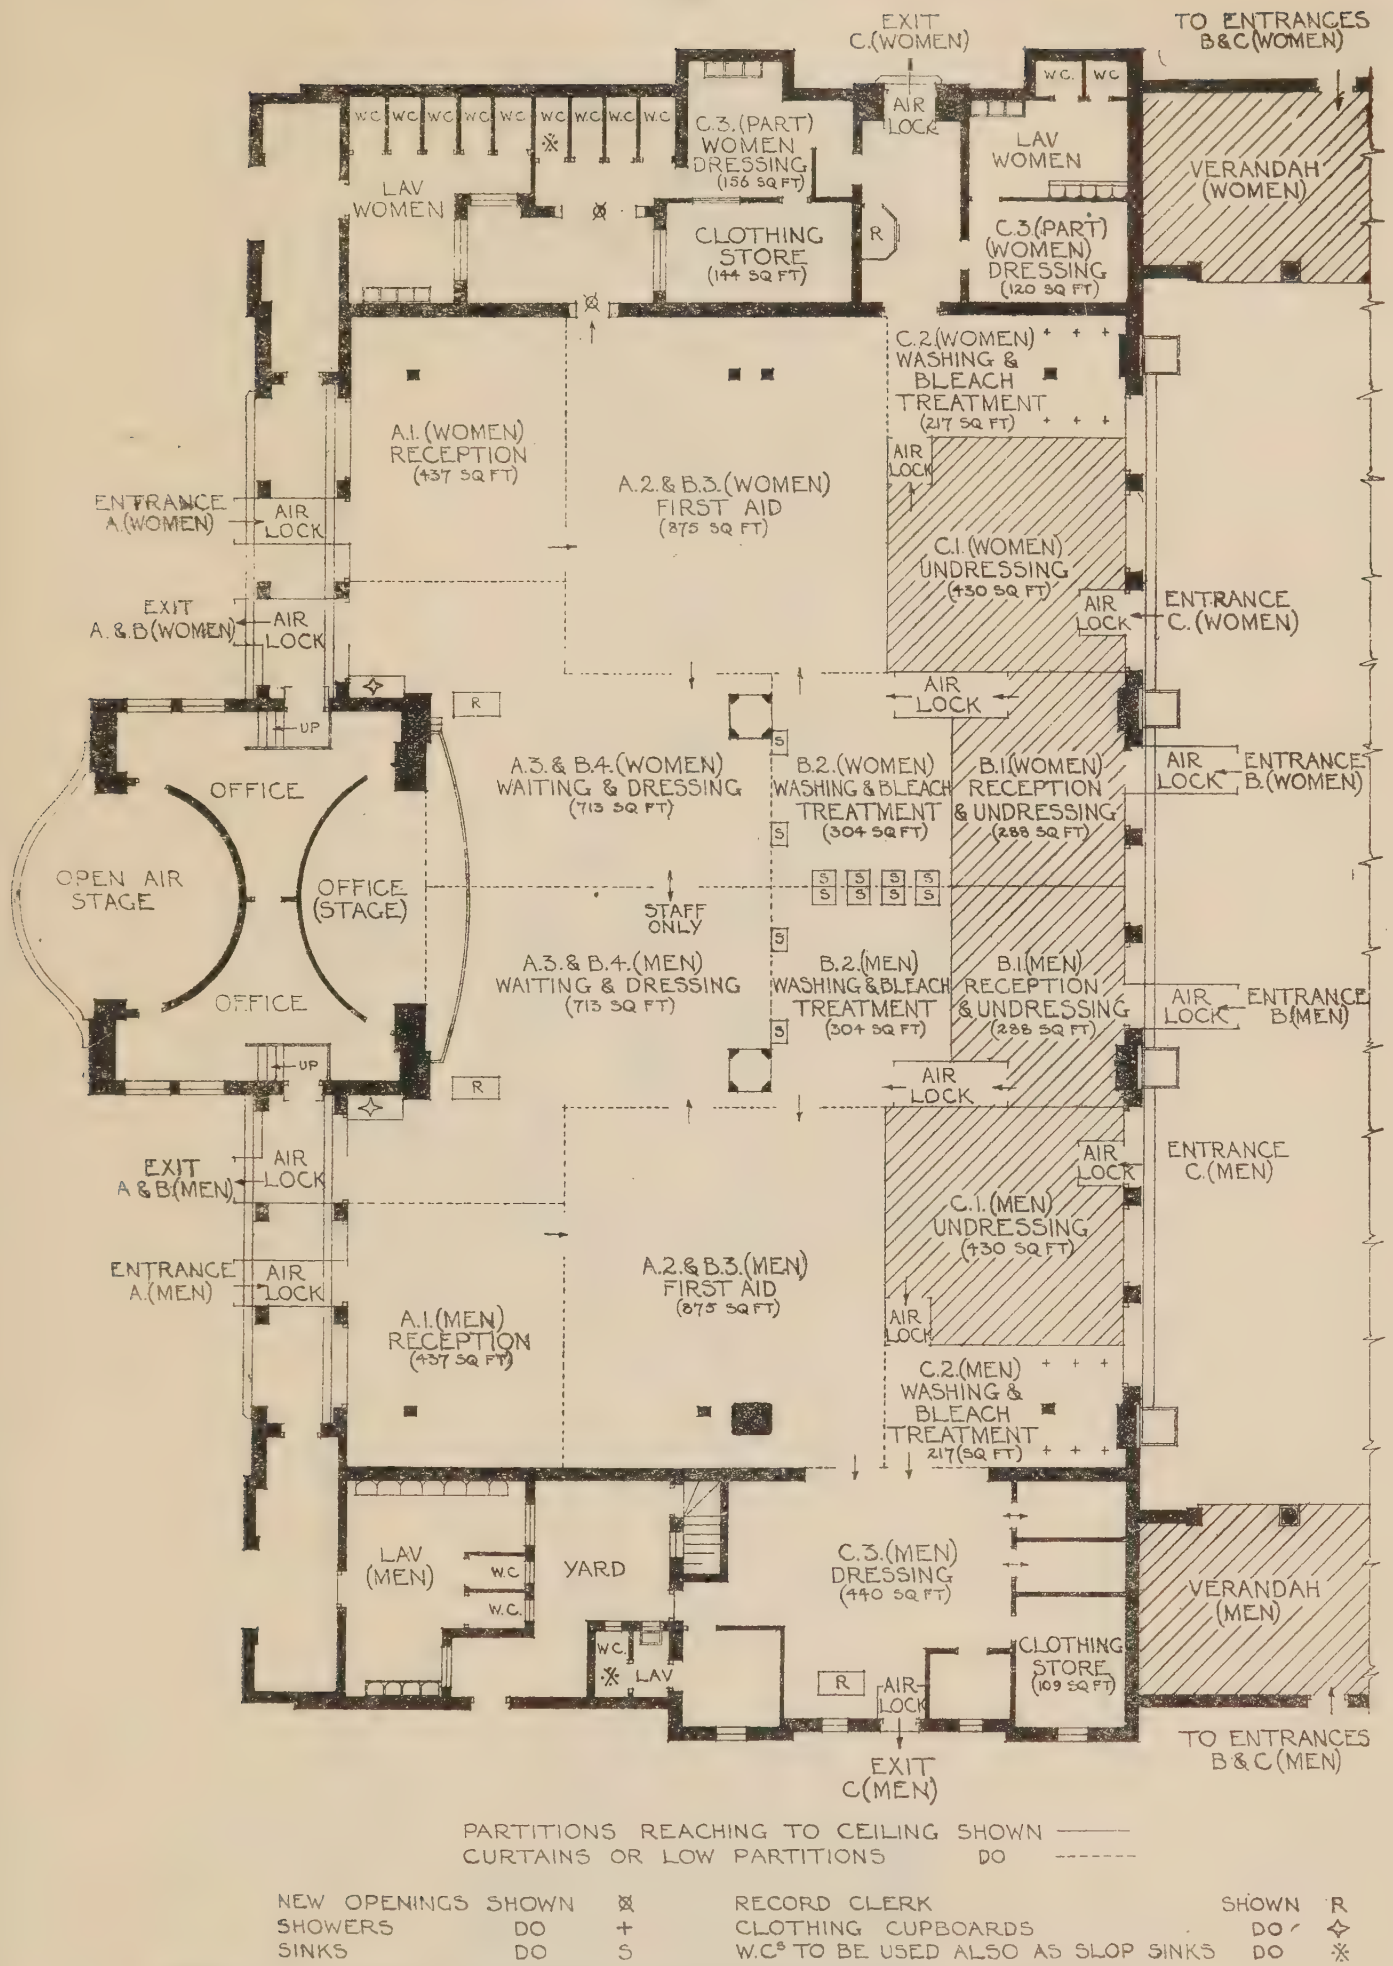 EXIT
C.(WOMEN)
TO ENTRANCES
B & C (WOMEN)
AIR
LOCK
W.C.
W.C
W.C
W.C
W.C
W.C
W.C
W.C
W.C
W.C
W.C
C.3.(PART)
WOMEN
DRESSING
(156 SQ FT)
LAV
WOMEN
VERANDAH
(WOMEN)
LAV
WOMEN
CLOTHING
STORE
(144 SQ FT)
R
C.3.(PART)
(WOMEN)
DRESSING
(120 SQ FT)
C.2.(WOMEN)
WASHING &
BLEACH
TREATMENT
(217 SQ FT)
A.1.(WOMEN)
RECEPTION
(437 SQ FT)
A.2.& B.3.(WOMEN)
FIRST AID
(875 SQ FT)
AIR
LOCK
ENTRANCE
A.(WOMEN)
AIR
LOCK
C.1.(WOMEN)
UNDRESSING
(430 SQ FT)
EXIT
A. & B (WOMEN)
AIR
LOCK
AIR
LOCK
ENTRANCE
C. (WOMEN)
AIR
LOCK
R
UP
OFFICE
A.3. & B.4.(WOMEN)
WAITING & DRESSING
(713 SQ FT)
S
B.2.(WOMEN)
WASHING & BLEACH
TREATMENT
(304 SQ FT)
B.1(WOMEN)
RECEPTION
& UNDRESSING
(288 SQ FT)
AIR
LOCK
ENTRANCE
B.(WOMEN)
S
OPEN AIR
STAGE
OFFICE
(STAGE)
S S S S
S S S S
STAFF
ONLY
S
A.3. & B.4.(MEN)
WAITING & DRESSING
(713 SQ FT)
B.2.(MEN)
WASHING & BLEACH
TREATMENT
(304 SQ FT)
B.1.(MEN)
RECEPTION
& UNDRESSING
(288 SQ FT)
AIR
LOCK
ENTRANCE
B.(MEN)
OFFICE
S
UP
R
AIR
LOCK
EXIT
A & B (MEN)
AIR
LOCK
AIR
LOCK
ENTRANCE
C.(MEN)
C.1.(MEN)
UNDRESSING
(430 SQ FT)
ENTRANCE
A.(MEN)
AIR
LOCK
A.2.& B.3.(MEN)
FIRST AID
(875 SQ FT)
A.1.(MEN)
RECEPTION
(437 SQ FT)
AIR
LOCK
C.2.(MEN)
WASHING &
BLEACH
TREATMENT
217(SQ FT)
LAV
(MEN)
W.C
W.C.
YARD
C.3.(MEN)
DRESSING
(440 SQ FT)
VERANDAH
(MEN)
W.C.
LAV
CLOTHING
STORE
(109 SQ FT)
R
AIR
LOCK
EXIT
C(MEN)
TO ENTRANCES
B & C (MEN)
PARTITIONS REACHING TO CEILING SHOWN
CURTAINS OR LOW PARTITIONS DO
NEW OPENINGS SHOWN
SHOWERS DO +
SINKS DO S
RECORD CLERK SHOWN R
CLOTHING CUPBOARDS DO
W.Cs TO BE USED ALSO AS SLOP SINKS DO